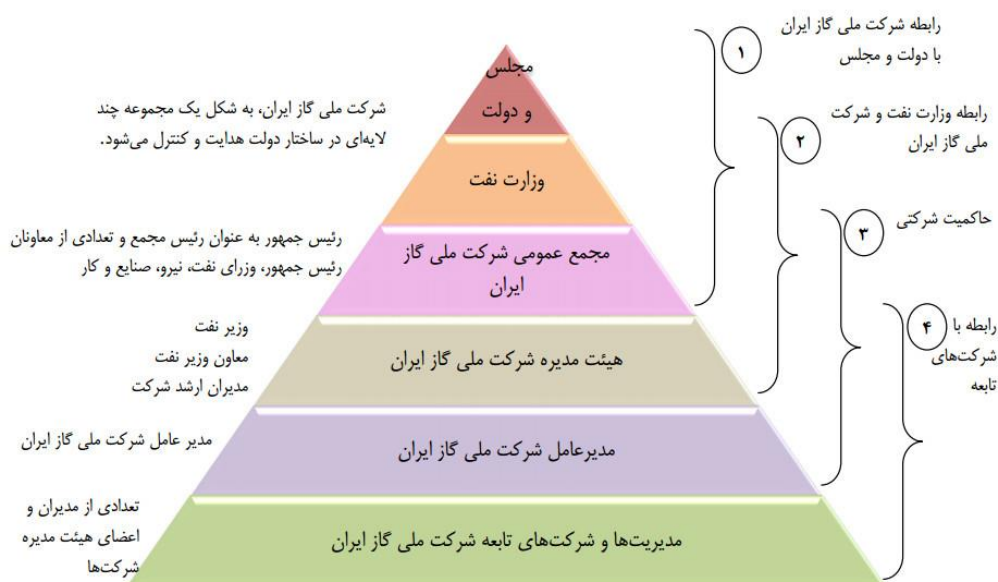 رابطه شرکت ملی گاز ایران
با دولت و مجلس
۱
مجلس
و دولت
شرکت ملی گاز ایران، به شکل یک مجموعه چند
لایه‌ای در ساختار دولت هدایت و کنترل می‌شود.
رابطه وزارت نفت و شرکت
ملی گاز ایران
۲
وزارت نفت
حاکمیت شرکتی
۳
مجمع عمومی شرکت ملی گاز
ایران
رئیس جمهور به عنوان رئیس مجمع و تعدادی از معاونان
رئیس جمهور، وزرای نفت، نیرو، صنایع و کار
رابطه با
شرکت‌های
تابعه
۴
هیئت مدیره شرکت ملی گاز ایران
وزیر نفت
معاون وزیر نفت
مدیران ارشد شرکت
مدیرعامل شرکت ملی گاز ایران
مدیر عامل شرکت ملی گاز ایران
مدیریت‌ها و شرکت‌های تابعه شرکت ملی گاز ایران
تعدادی از مدیران و
اعضای هیئت مدیره
شرکت‌ها